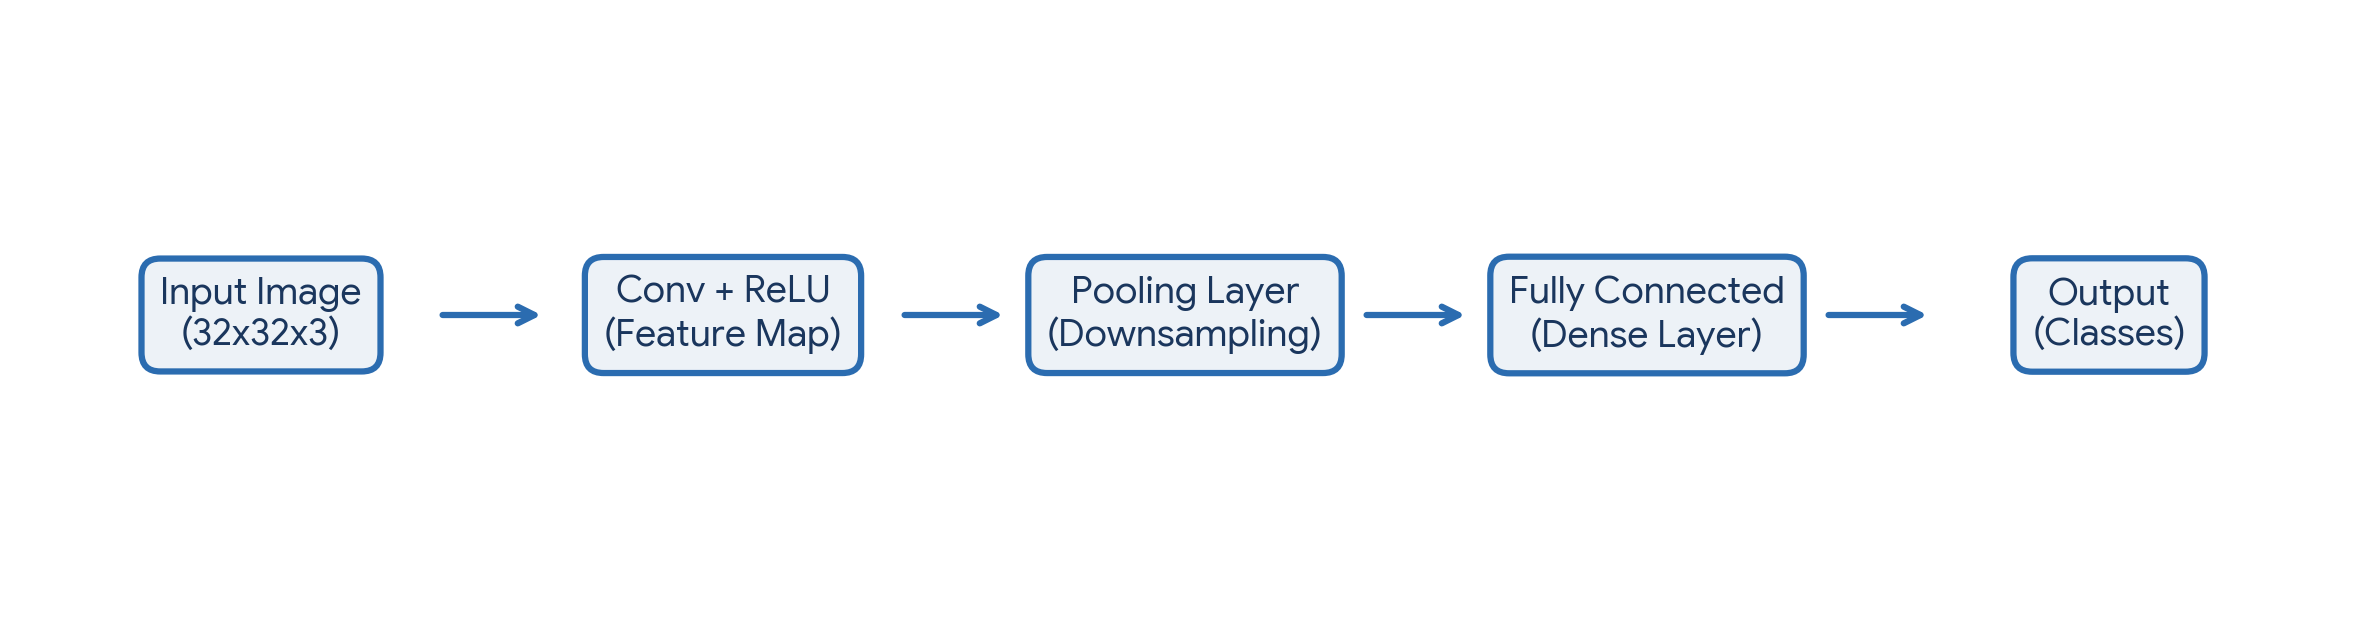 Input Image
(32x32x3)
Conv + ReLU
(Feature Map)
Pooling Layer
(Downsampling)
Fully Connected
(Dense Layer)
Output
(Classes)